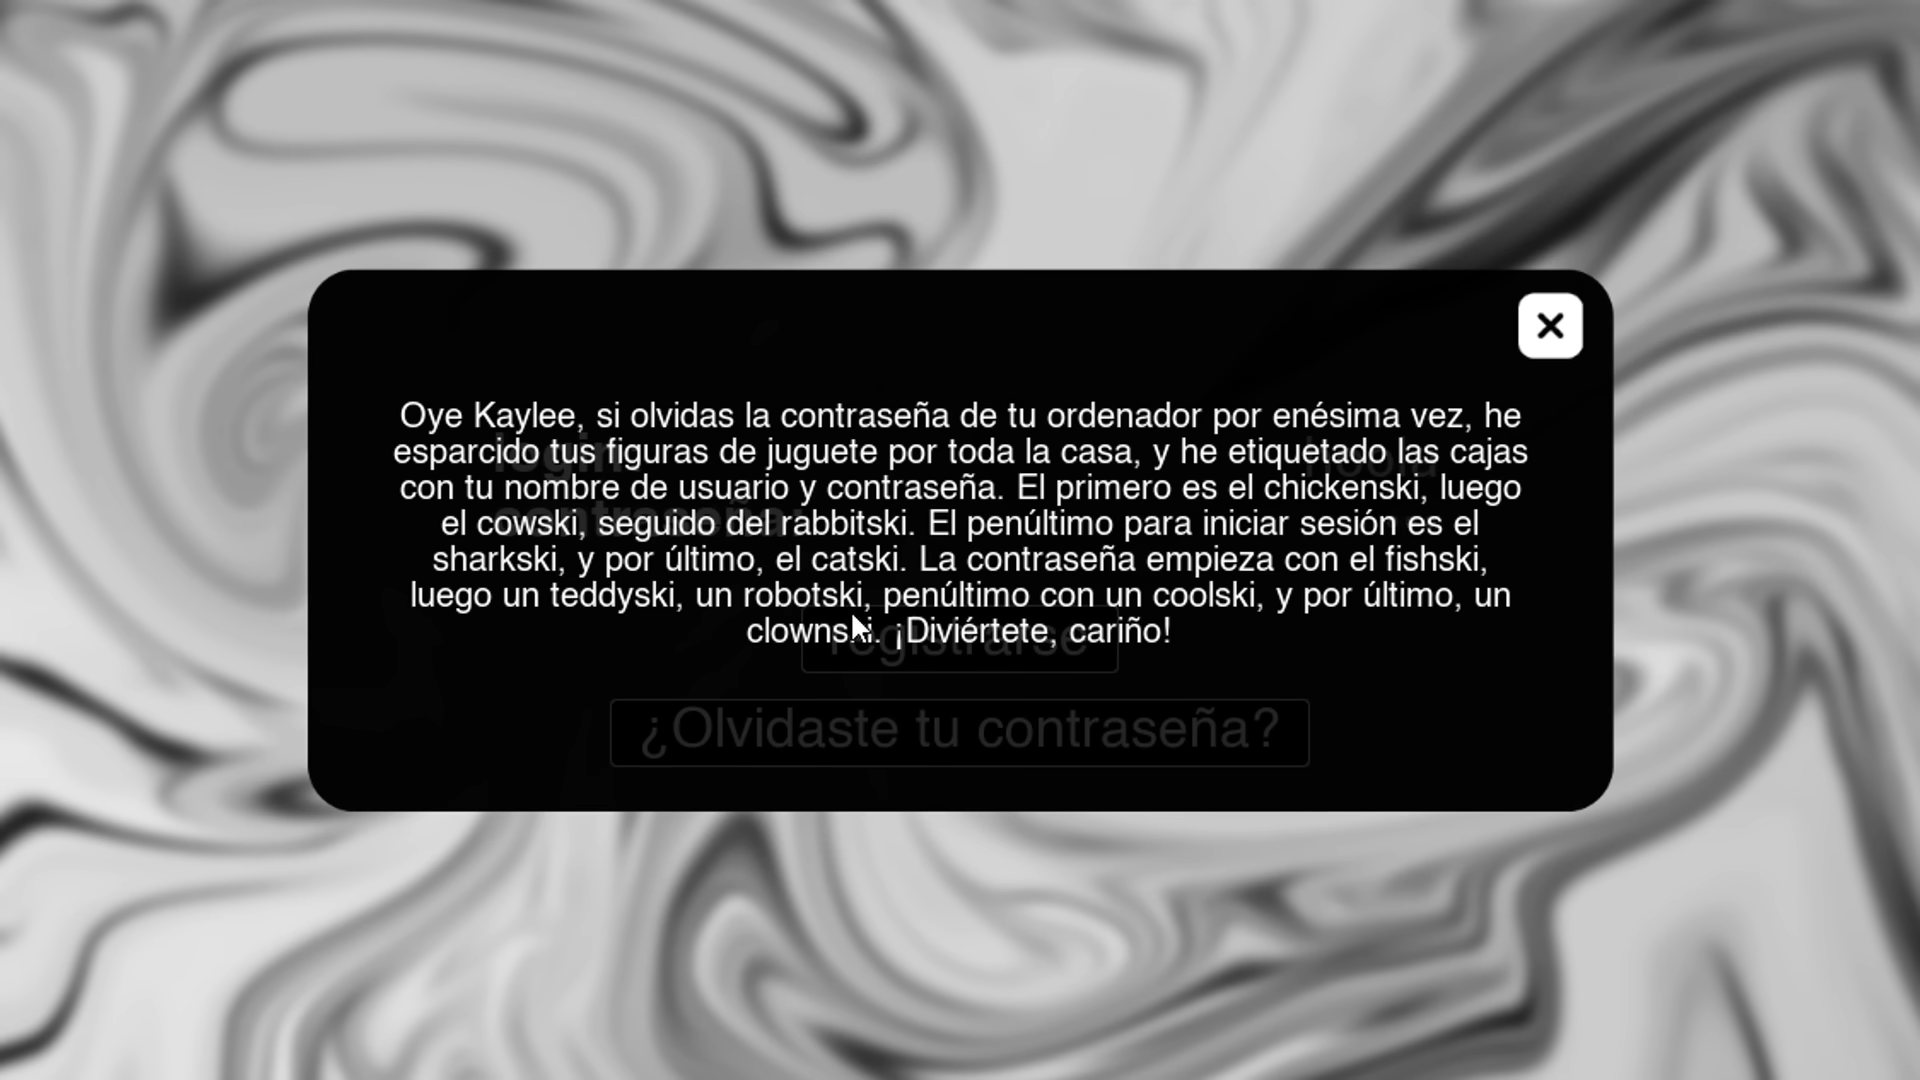 Oye Kaylee, si olvidas la contraseña de tu ordenador por enésima vez, he
esparcido tus figuras de juguete por toda la casa, y he etiquetado las cajas
con tu nombre de usuario y contraseña. El primero es el chickenski, luego
el cowski, seguido del rabbitski. El penúltimo para iniciar sesión es el
sharkski, y por último, el catski. La contraseña empieza con el fishski,
luego un teddyski, un robotski, penúltimo con un coolski, y por último, un
clownski. ¡Diviértete, cariño!
login
contraseña:
registrarse
¿Olvidaste tu contraseña?